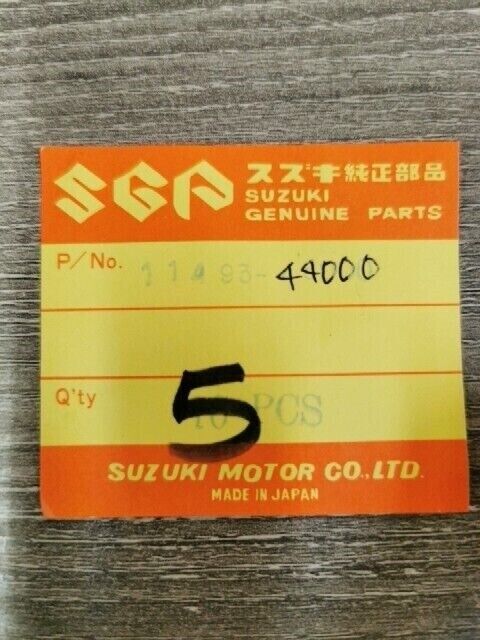 SGP スズキ純正部品
SUZUKI
GENUINE PARTS
P/No. 11493-44000
Q'ty 5 PCS
SUZUKI MOTOR CO.,LTD.
MADE IN JAPAN